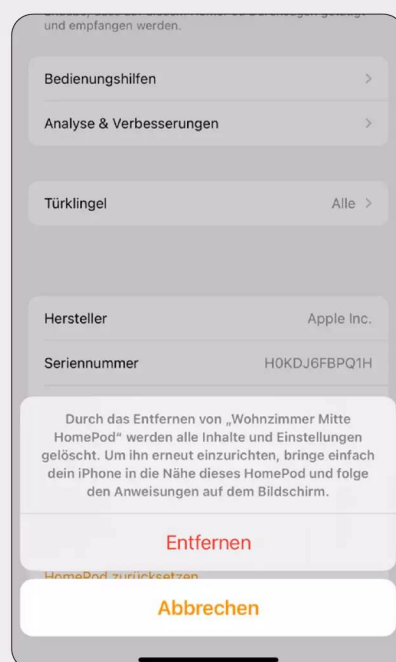 und empfangen werden.
Bedienungshilfen
Analyse & Verbesserungen
Türklingel Alle
Hersteller Apple Inc.
Seriennummer H0KDJ6FBPQ1H
Durch das Entfernen von „Wohnzimmer Mitte
HomePod“ werden alle Inhalte und Einstellungen
gelöscht. Um ihn erneut einzurichten, bringe einfach
dein iPhone in die Nähe dieses HomePod und folge
den Anweisungen auf dem Bildschirm.
Entfernen
HomePod zurücksetzen
Abbrechen